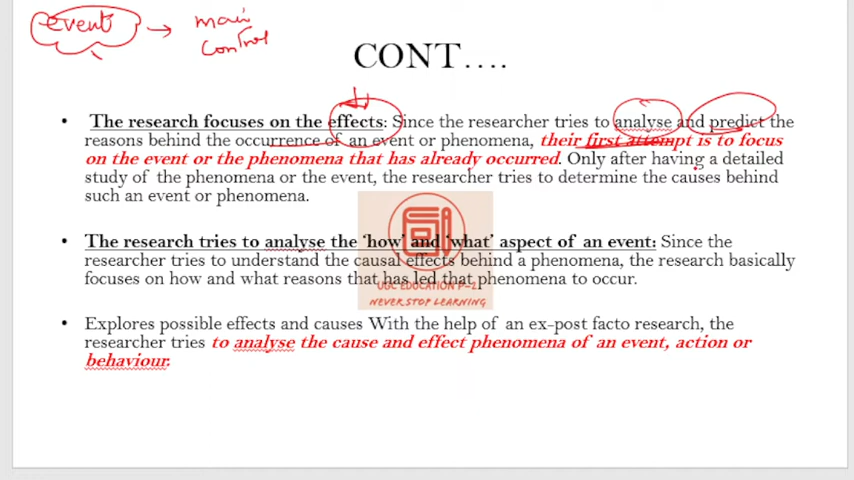 event → main
control
CONT....
• The research focuses on the effects: Since the researcher tries to analyse and predict the
reasons behind the occurrence of an event or phenomena, their first attempt is to focus
on the event or the phenomena that has already occurred. Only after having a detailed
study of the phenomena or the event, the researcher tries to determine the causes behind
such an event or phenomena.
• The research tries to analyse the 'how' and 'what' aspect of an event: Since the
researcher tries to understand the causal effects behind a phenomena, the research basically
focuses on how and what reasons that has led that phenomena to occur.
UGC EDUCATION P-2
NEVER STOP LEARNING
• Explores possible effects and causes With the help of an ex-post facto research, the
researcher tries to analyse the cause and effect phenomena of an event, action or
behaviour.